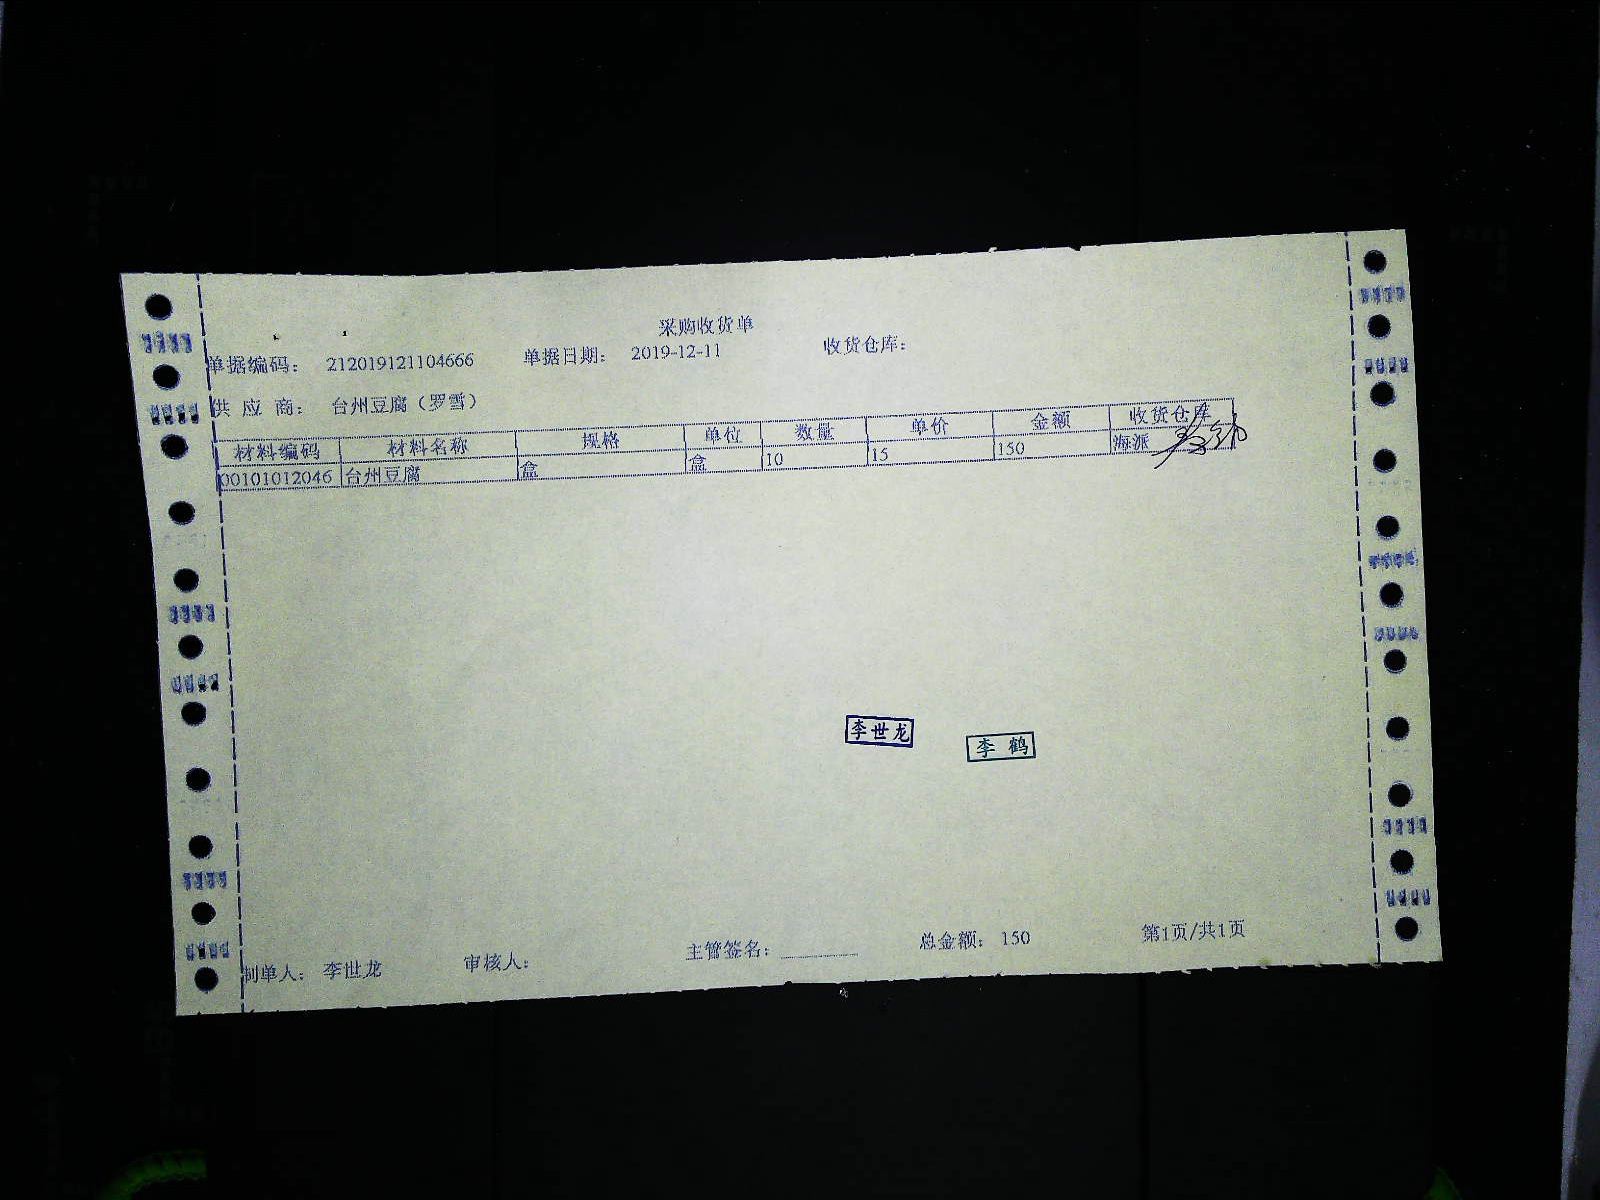 采购收货单
单据编码： 212019121104666 单据日期： 2019-12-11 收货仓库：
供 应 商： 台州豆腐（罗雪）
材料编码 材料名称 规格 单位 数量 单价 金额 收货仓库
00101012046 台州豆腐 盒 盒 10 15 150 海派
李世龙
李 鹤
制单人： 李世龙 审核人： 主管签名： 总金额： 150 第1页/共1页